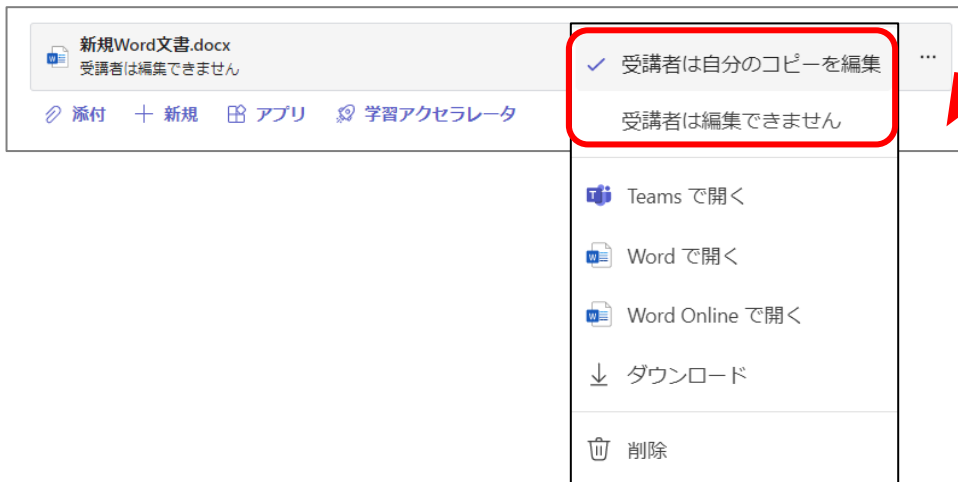 新規Word文書.docx
受講者は編集できません
添付 新規 アプリ 学習アクセラレータ
受講者は自分のコピーを編集
受講者は編集できません
Teams で開く
Word で開く
Word Online で開く
ダウンロード
削除